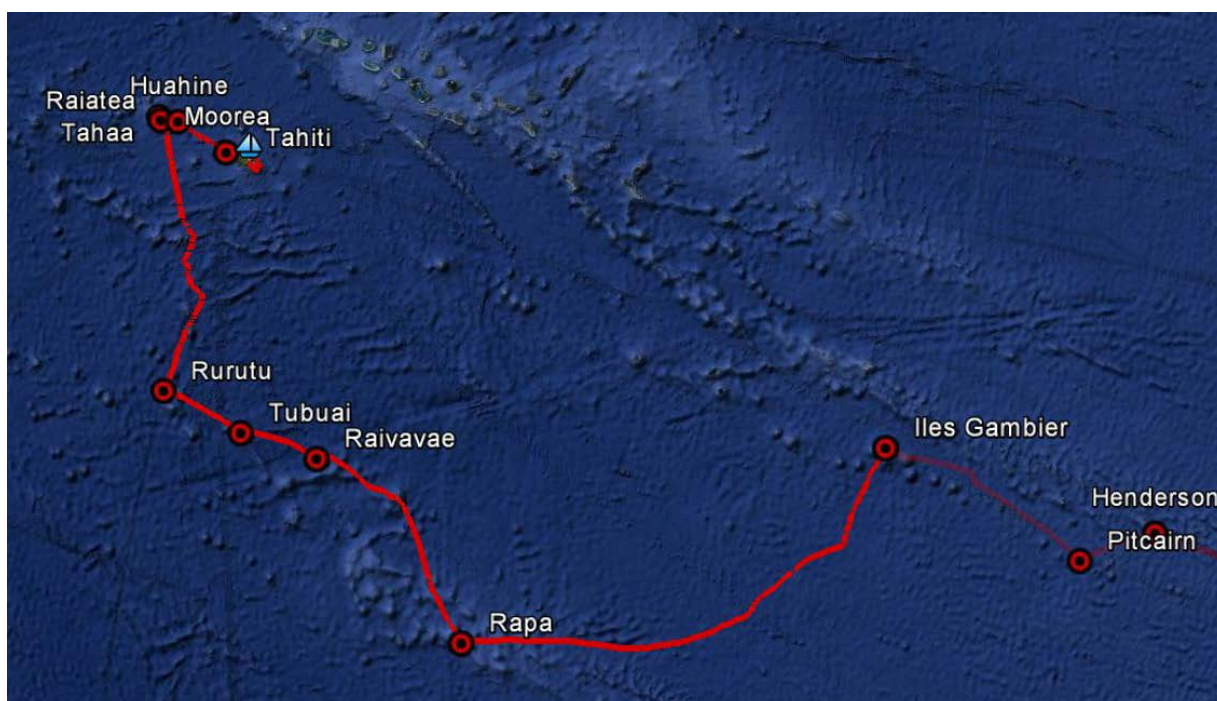 Huahine
Raiatea
Moorea
Tahaa
Tahiti
Rurutu
Tubuai
Raivavae
Iles Gambier
Henderson
Pitcairn
Rapa